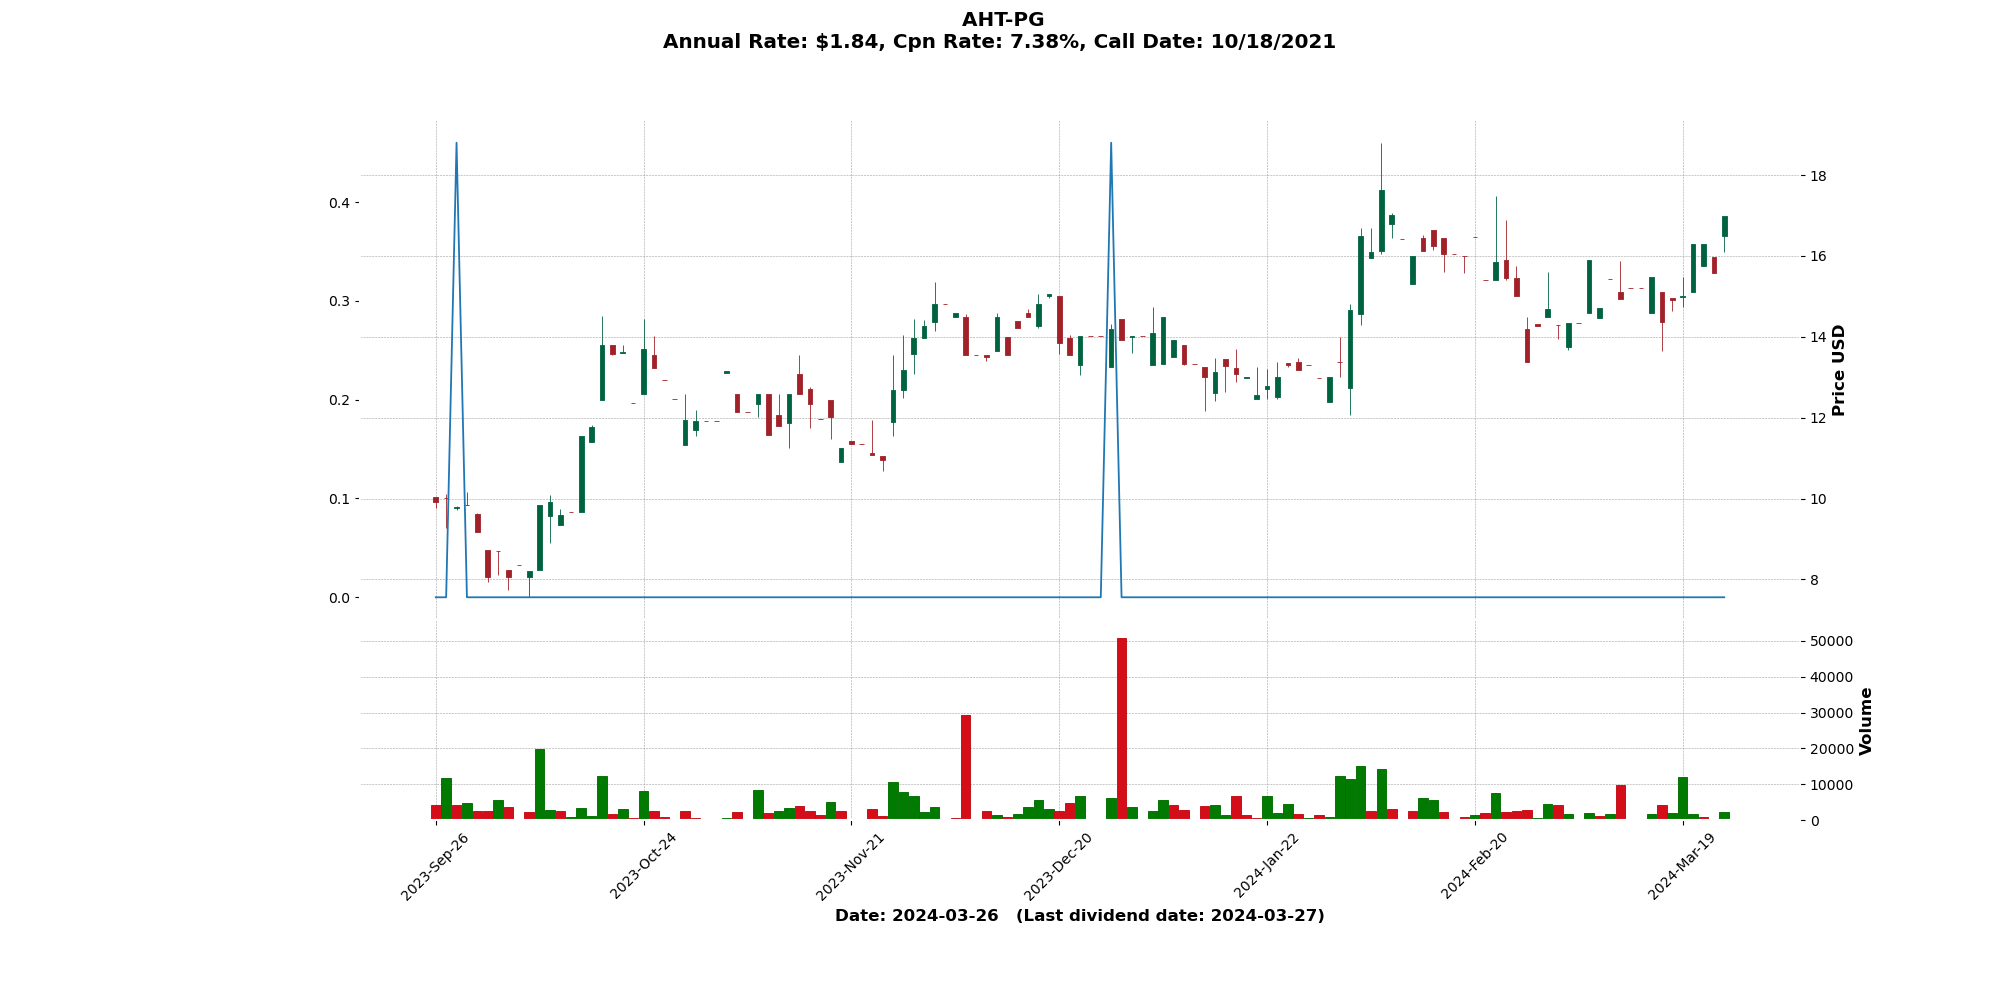 AHT-PG
Annual Rate: $1.84, Cpn Rate: 7.38%, Call Date: 10/18/2021
0.4
0.3
0.2
0.1
0.0
18
16
14
12
10
8
Price USD
50000
40000
30000
20000
10000
0
Volume
2023-Sep-26
2023-Oct-24
2023-Nov-21
2023-Dec-20
2024-Jan-22
2024-Feb-20
2024-Mar-19
Date: 2024-03-26   (Last dividend date: 2024-03-27)